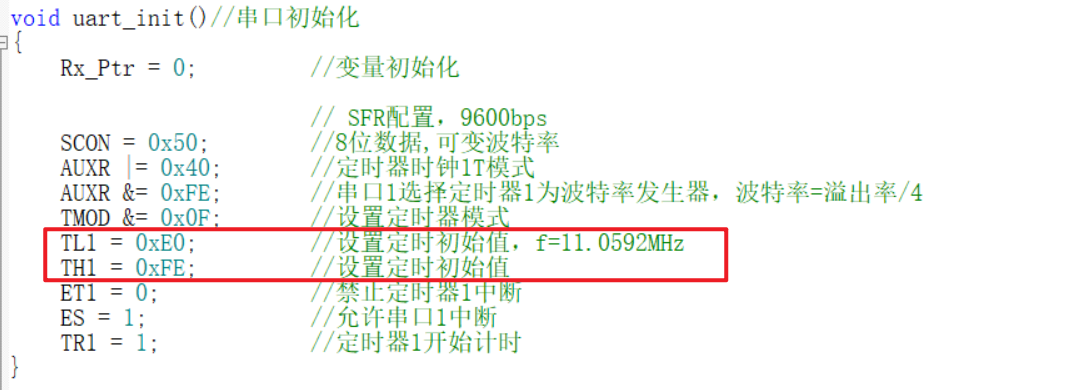 void uart_init()//串口初始化
{
Rx_Ptr = 0; //变量初始化
// SFR配置，9600bps
SCON = 0x50; //8位数据,可变波特率
AUXR |= 0x40; //定时器时钟1T模式
AUXR &= 0xFE; //串口1选择定时器1为波特率发生器，波特率=溢出率/4
TMOD &= 0x0F; //设置定时器模式
TL1 = 0xE0; //设置定时初始值，f=11.0592MHz
TH1 = 0xFE; //设置定时初始值
ET1 = 0; //禁止定时器1中断
ES = 1; //允许串口1中断
TR1 = 1; //定时器1开始计时
}